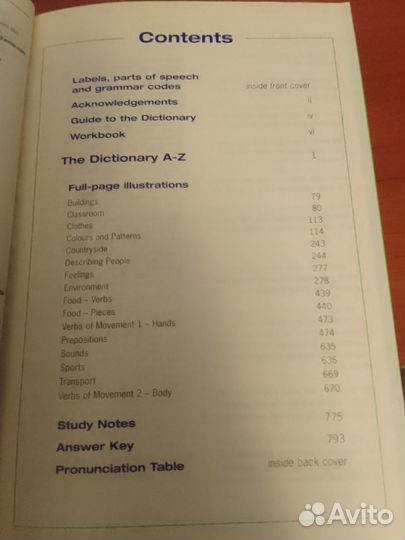 Contents
Labels, parts of speech
and grammar codes inside front cover
Acknowledgements ii
Guide to the Dictionary iv
Workbook vi
The Dictionary A-Z 1
Full-page illustrations
Buildings 79
Classroom 80
Clothes 113
Colours and Patterns 114
Countryside 243
Describing People 244
Feelings 277
Environment 278
Food – Verbs 439
Food – Pieces 440
Verbs of Movement 1 – Hands 473
Prepositions 474
Sounds 635
Sports 636
Transport 669
Verbs of Movement 2 – Body 670
Study Notes 775
Answer Key 793
Pronunciation Table inside back cover
Avito